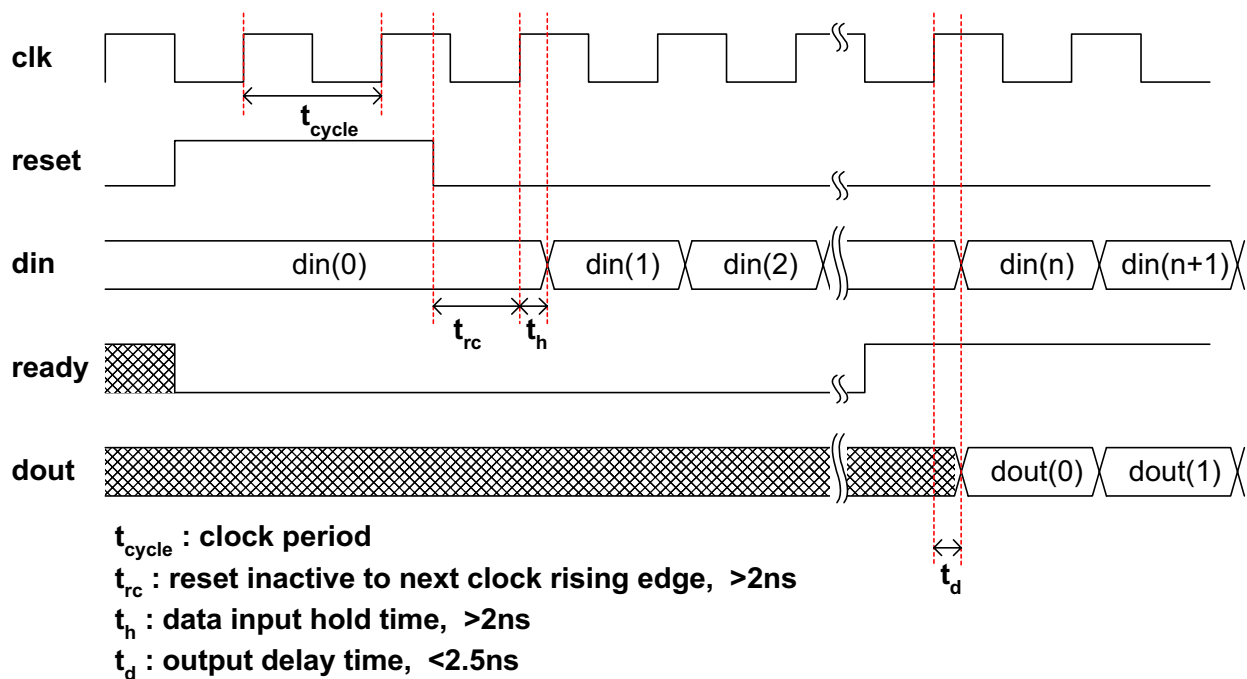 clk
t_cycle
reset
din
din(0)
din(1)
din(2)
din(n)
din(n+1)
t_rc
t_h
ready
dout
dout(0)
dout(1)
t_cycle : clock period
t_d
t_rc : reset inactive to next clock rising edge, >2ns
t_h : data input hold time, >2ns
t_d : output delay time, <2.5ns